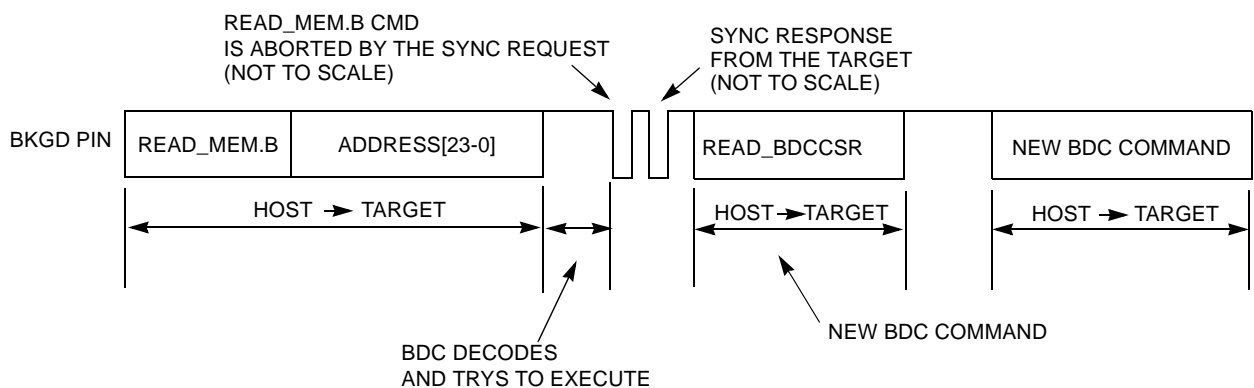 READ_MEM.B CMD
IS ABORTED BY THE SYNC REQUEST
(NOT TO SCALE)
SYNC RESPONSE
FROM THE TARGET
(NOT TO SCALE)
BKGD PIN
READ_MEM.B
ADDRESS[23-0]
READ_BDCCSR
NEW BDC COMMAND
HOST TARGET
HOST TARGET
HOST TARGET
NEW BDC COMMAND
BDC DECODES
AND TRYS TO EXECUTE